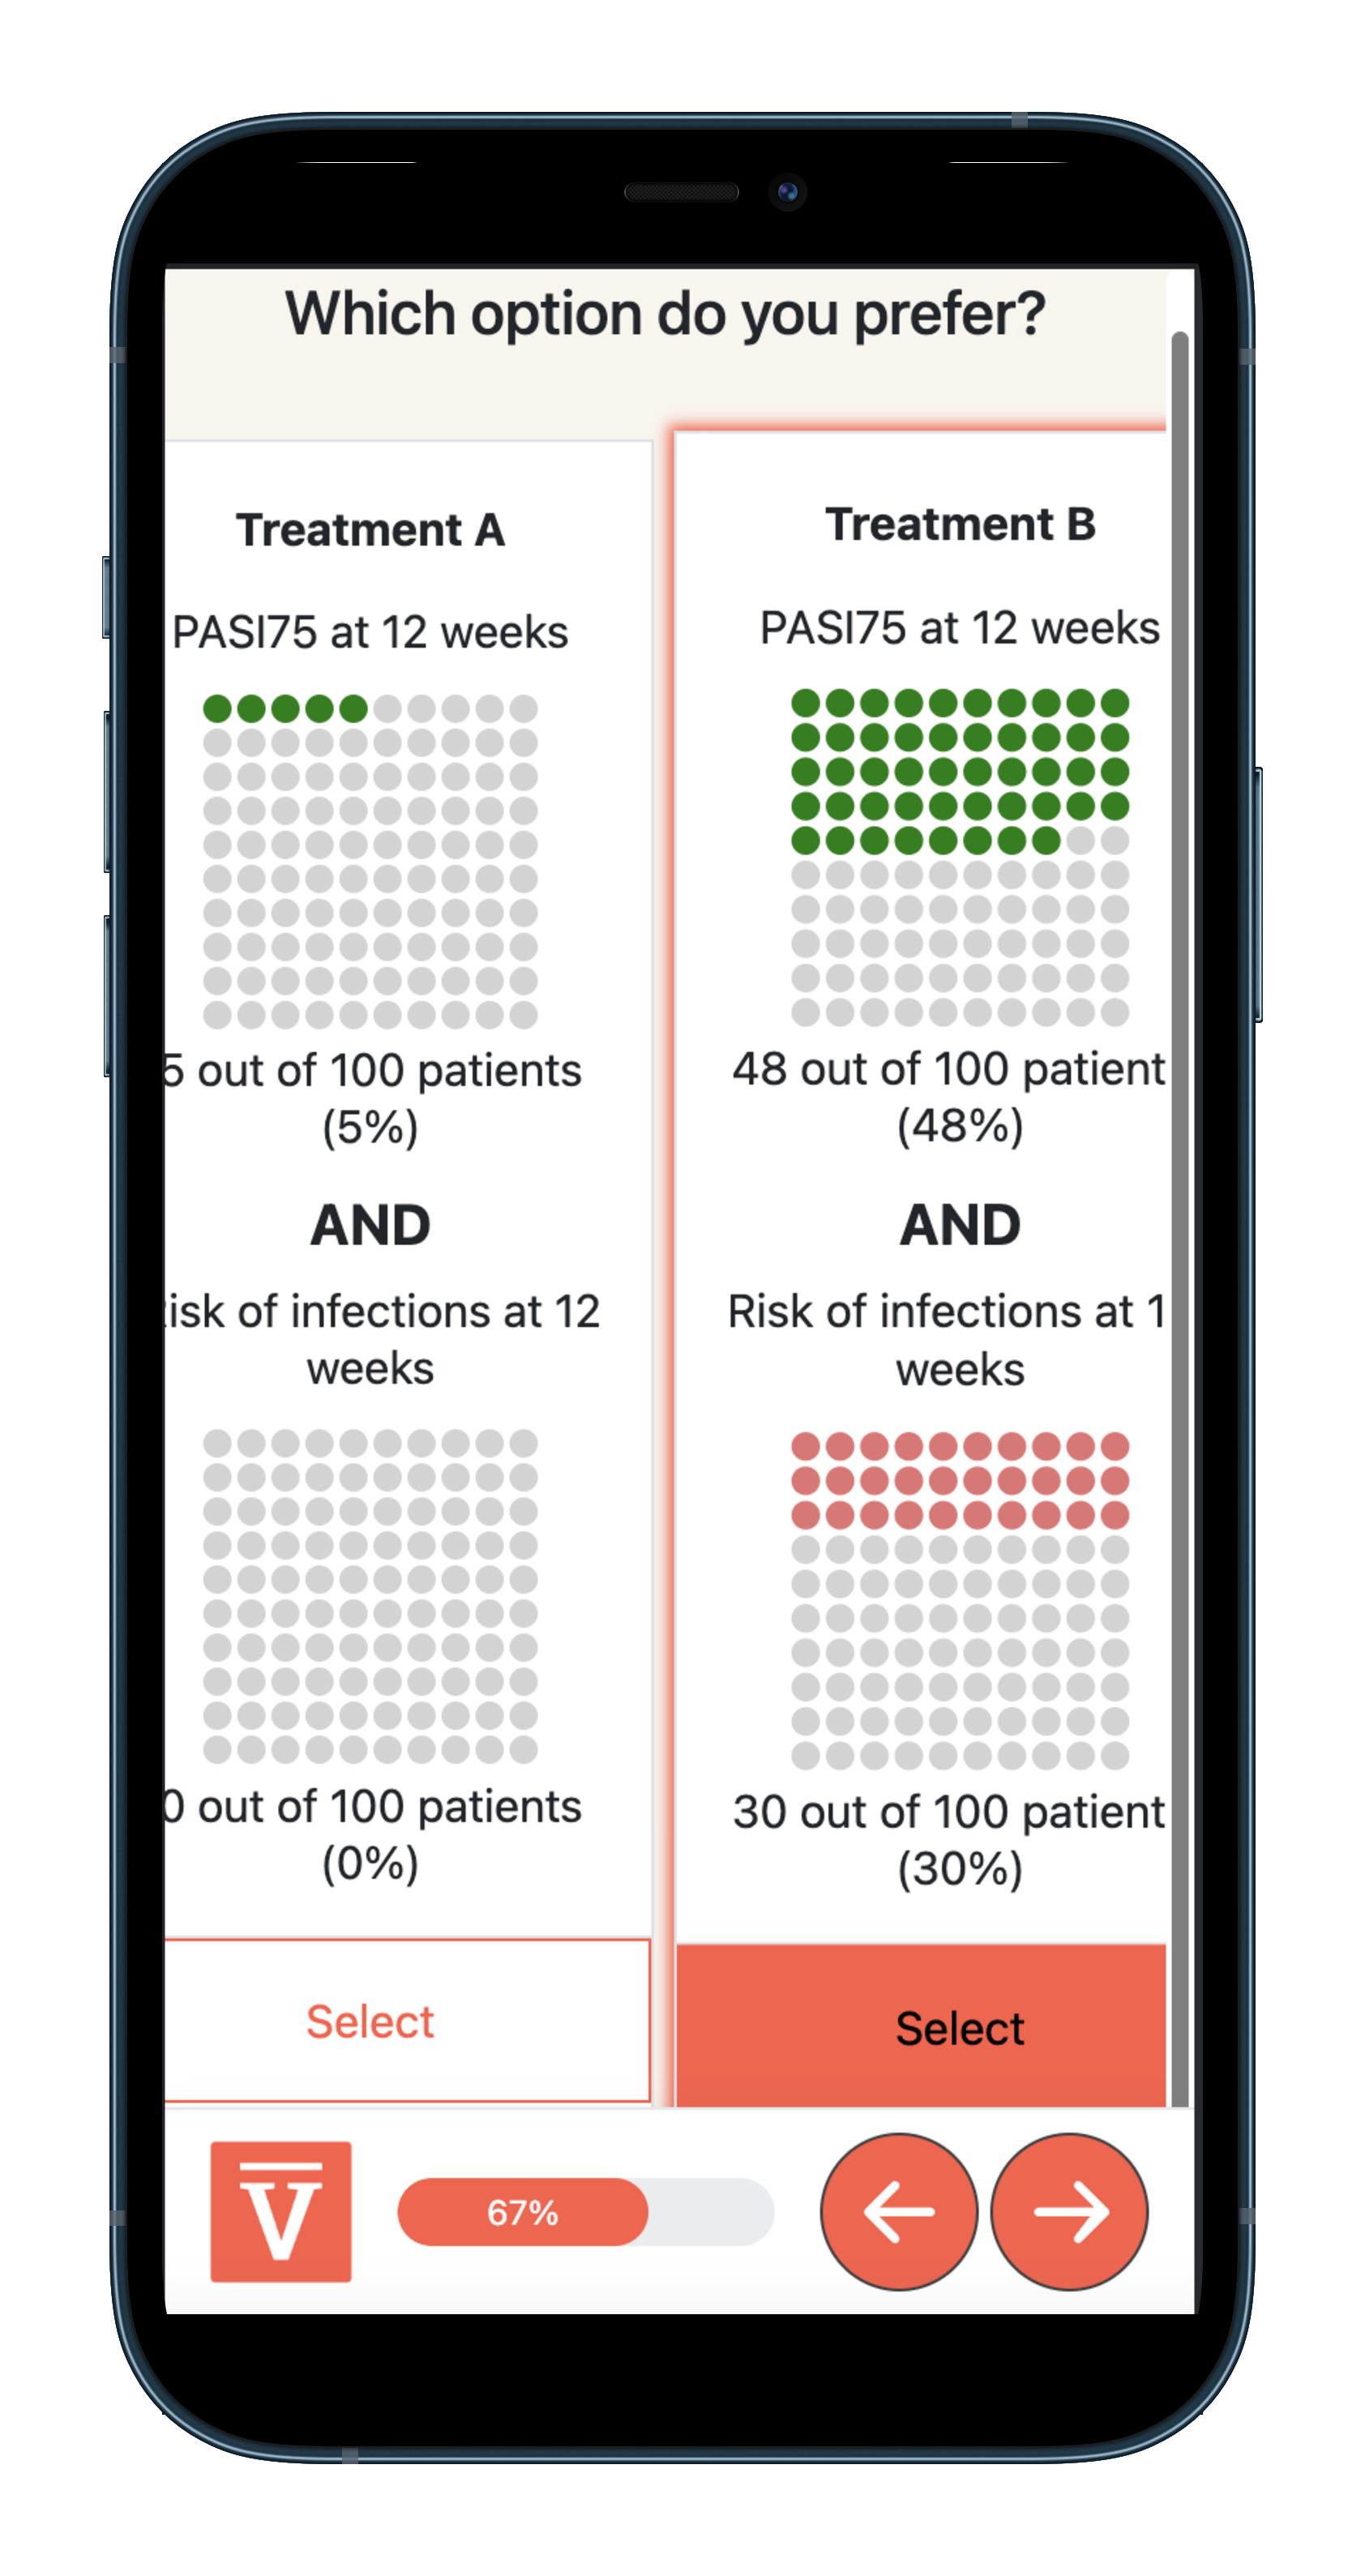 Which option do you prefer?
Treatment A
PASI75 at 12 weeks
5 out of 100 patients
(5%)
AND
isk of infections at 12
weeks
0 out of 100 patients
(0%)
Select
Treatment B
PASI75 at 12 weeks
48 out of 100 patient
(48%)
AND
Risk of infections at 1
weeks
30 out of 100 patient
(30%)
Select
V
67%